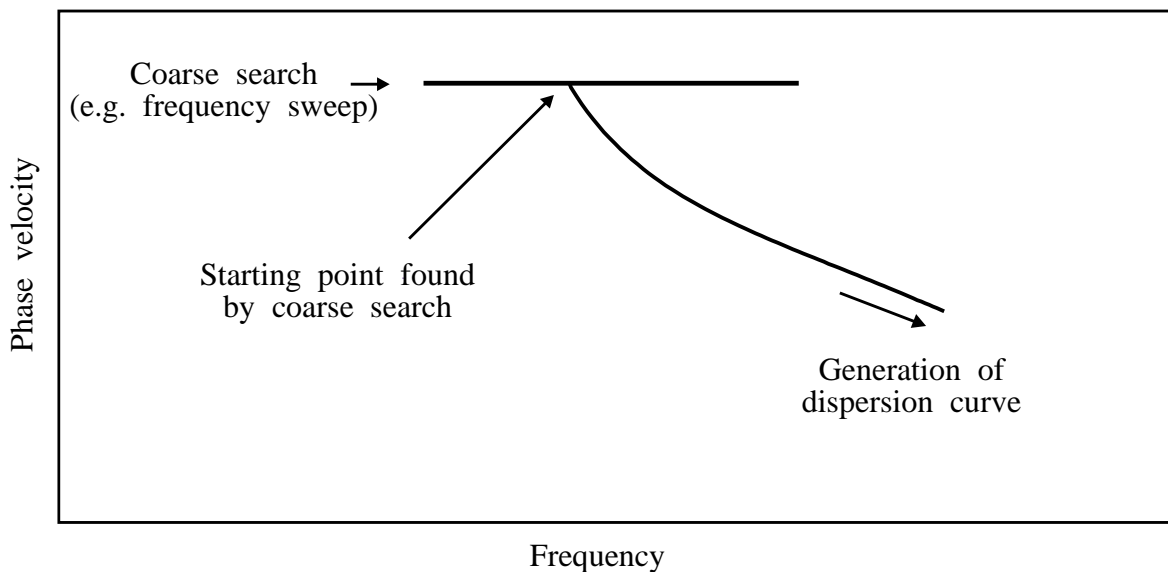 Coarse search
(e.g. frequency sweep)
Starting point found
by coarse search
Generation of
dispersion curve
Phase velocity
Frequency